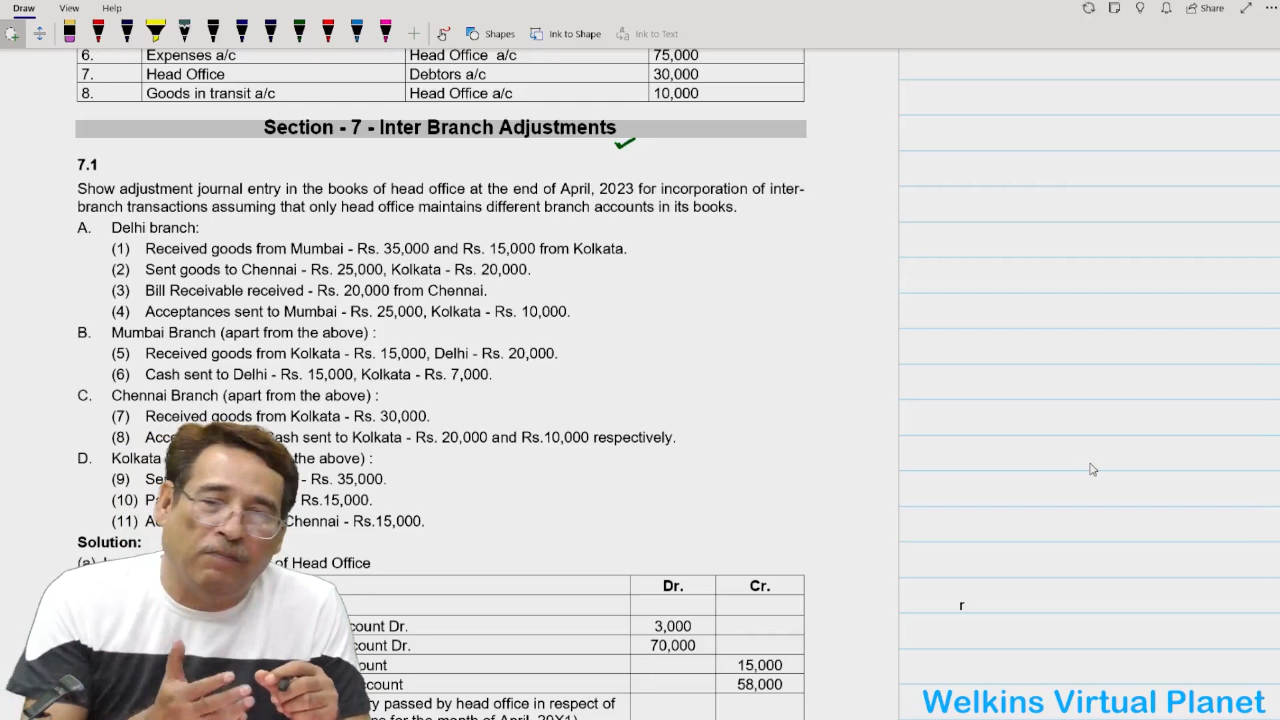 Draw View Help
Share
Shapes Ink to Shape Ink to Text
6. Expenses a/c Head Office a/c 75,000
7. Head Office Debtors a/c 30,000
8. Goods in transit a/c Head Office a/c 10,000
Section - 7 - Inter Branch Adjustments
7.1
Show adjustment journal entry in the books of head office at the end of April, 2023 for incorporation of inter-
branch transactions assuming that only head office maintains different branch accounts in its books.
A. Delhi branch:
(1) Received goods from Mumbai - Rs. 35,000 and Rs. 15,000 from Kolkata.
(2) Sent goods to Chennai - Rs. 25,000, Kolkata - Rs. 20,000.
(3) Bill Receivable received - Rs. 20,000 from Chennai.
(4) Acceptances sent to Mumbai - Rs. 25,000, Kolkata - Rs. 10,000.
B. Mumbai Branch (apart from the above) :
(5) Received goods from Kolkata - Rs. 15,000, Delhi - Rs. 20,000.
(6) Cash sent to Delhi - Rs. 15,000, Kolkata - Rs. 7,000.
C. Chennai Branch (apart from the above) :
(7) Received goods from Kolkata - Rs. 30,000.
(8) Cash sent to Kolkata - Rs. 20,000 and Rs.10,000 respectively.
D. Kolkata the above) :
(9) - Rs. 35,000.
(10) Rs.15,000.
(11) Chennai - Rs.15,000.
Solution:
(a) of Head Office
Dr. Cr.
Dr. 3,000
Dr. 70,000
15,000
58,000
passed by head office in respect of
for the month of April, 20X1)
r
Welkins Virtual Planet